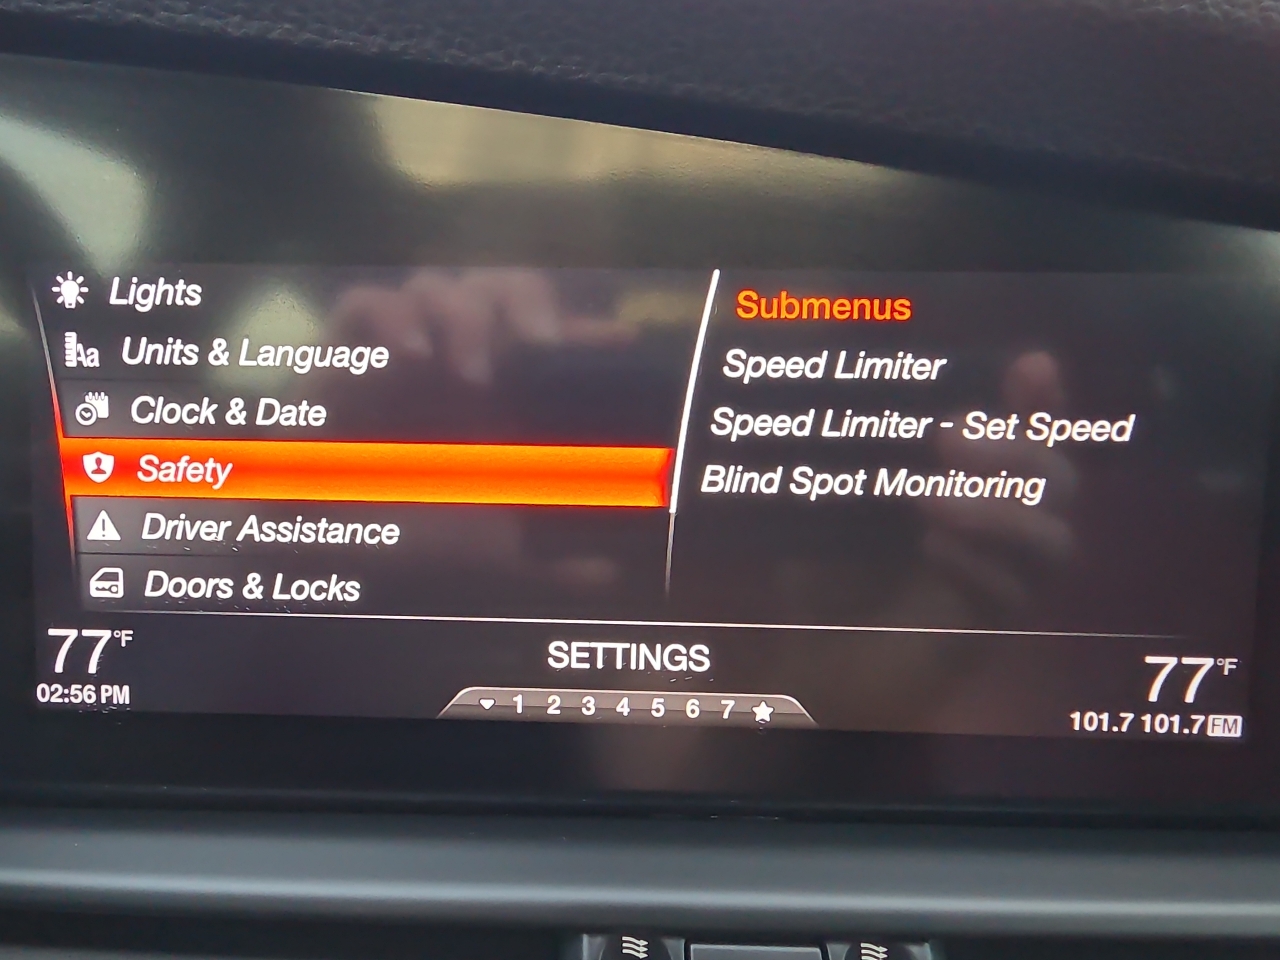 Lights
Units & Language
Clock & Date
Safety
Driver Assistance
Doors & Locks
Submenus
Speed Limiter
Speed Limiter - Set Speed
Blind Spot Monitoring
77°F
02:56 PM
SETTINGS
1 2 3 4 5 6 7
77°F
101.7 101.7 FM